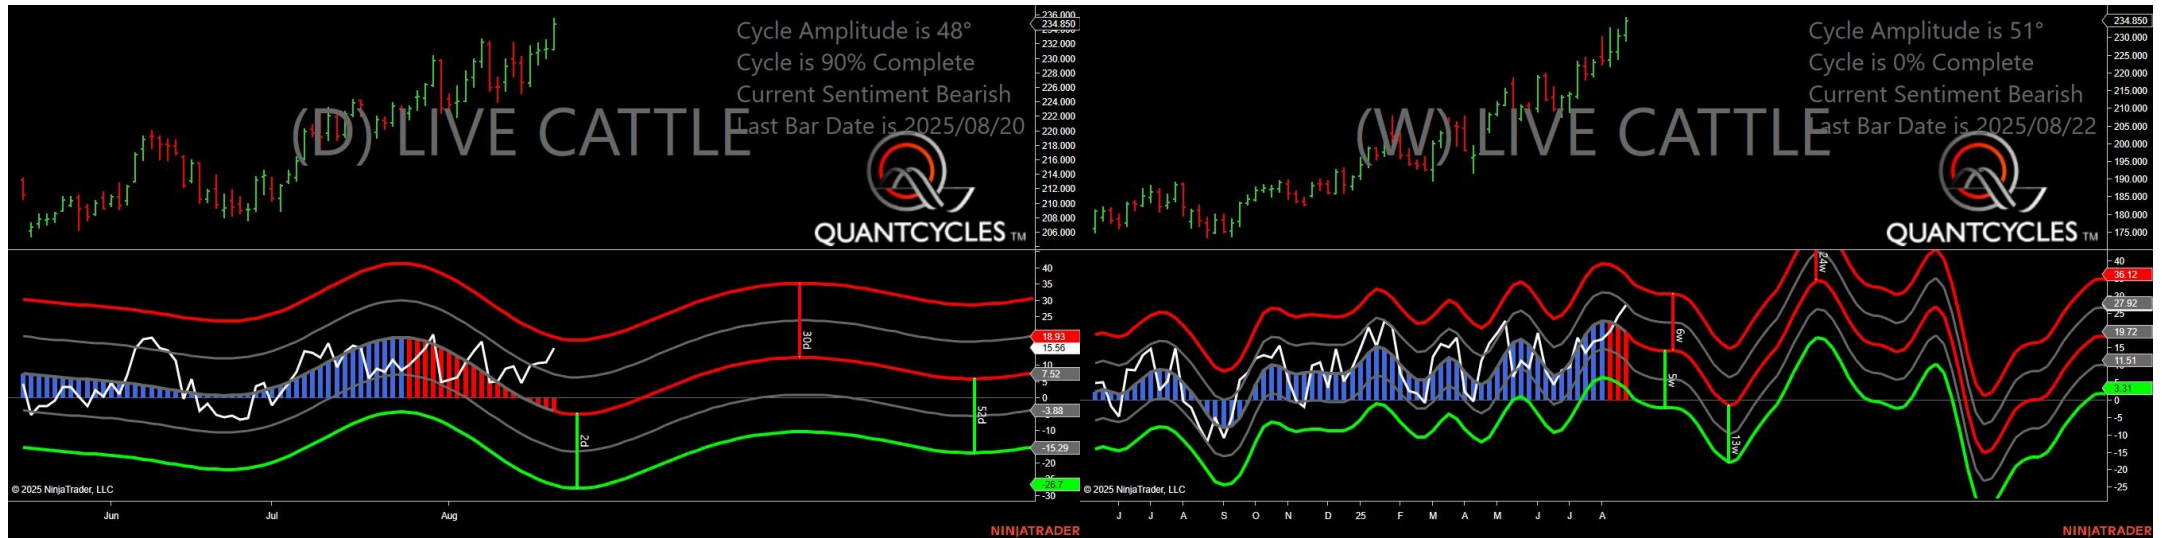 Cycle Amplitude is 48°
Cycle is 90% Complete
Current Sentiment Bearish
Last Bar Date is 2025/08/20
(D) LIVE CATTLE
QUANTCYCLES TM
236.000
234.850
232.000
230.000
228.000
226.000
224.000
222.000
220.000
218.000
216.000
214.000
212.000
210.000
208.000
206.000
40
35
30
25
18.93
15.56
10
7.52
5
0
-3.88
-10
-15.29
-20
-26.7
-30
30d
52d
2d
© 2025 NinjaTrader, LLC
Jun Jul Aug
NINJATRADER
Cycle Amplitude is 51°
Cycle is 0% Complete
Current Sentiment Bearish
Last Bar Date is 2025/08/22
(W) LIVE CATTLE
QUANTCYCLES TM
234.850
230.000
225.000
220.000
215.000
210.000
205.000
200.000
195.000
190.000
185.000
180.000
175.000
40
36.12
30
27.92
25
19.72
15
11.51
3.31
0
-5
-10
-15
-20
-25
24w
6w
5w
13w
© 2025 NinjaTrader, LLC
J J A S O N D 25 F M A M J J A
NINJATRADER